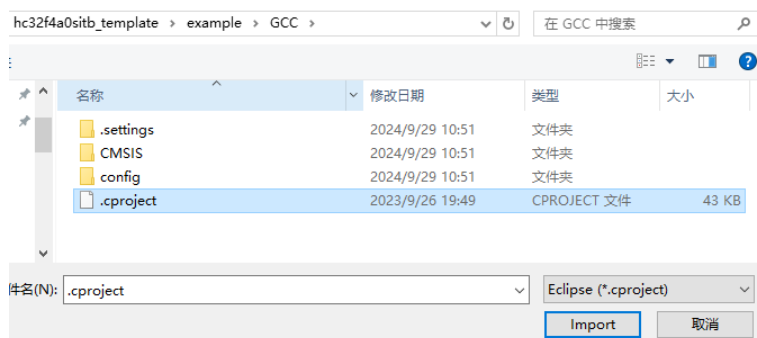 hc32f4a0sitb_template > example > GCC > 在 GCC 中搜索
名称 修改日期 类型 大小
.settings 2024/9/29 10:51 文件夹
CMSIS 2024/9/29 10:51 文件夹
config 2024/9/29 10:51 文件夹
.cproject 2023/9/26 19:49 CPROJECT 文件 43 KB
件名(N): .cproject Eclipse (*.cproject)
Import 取消